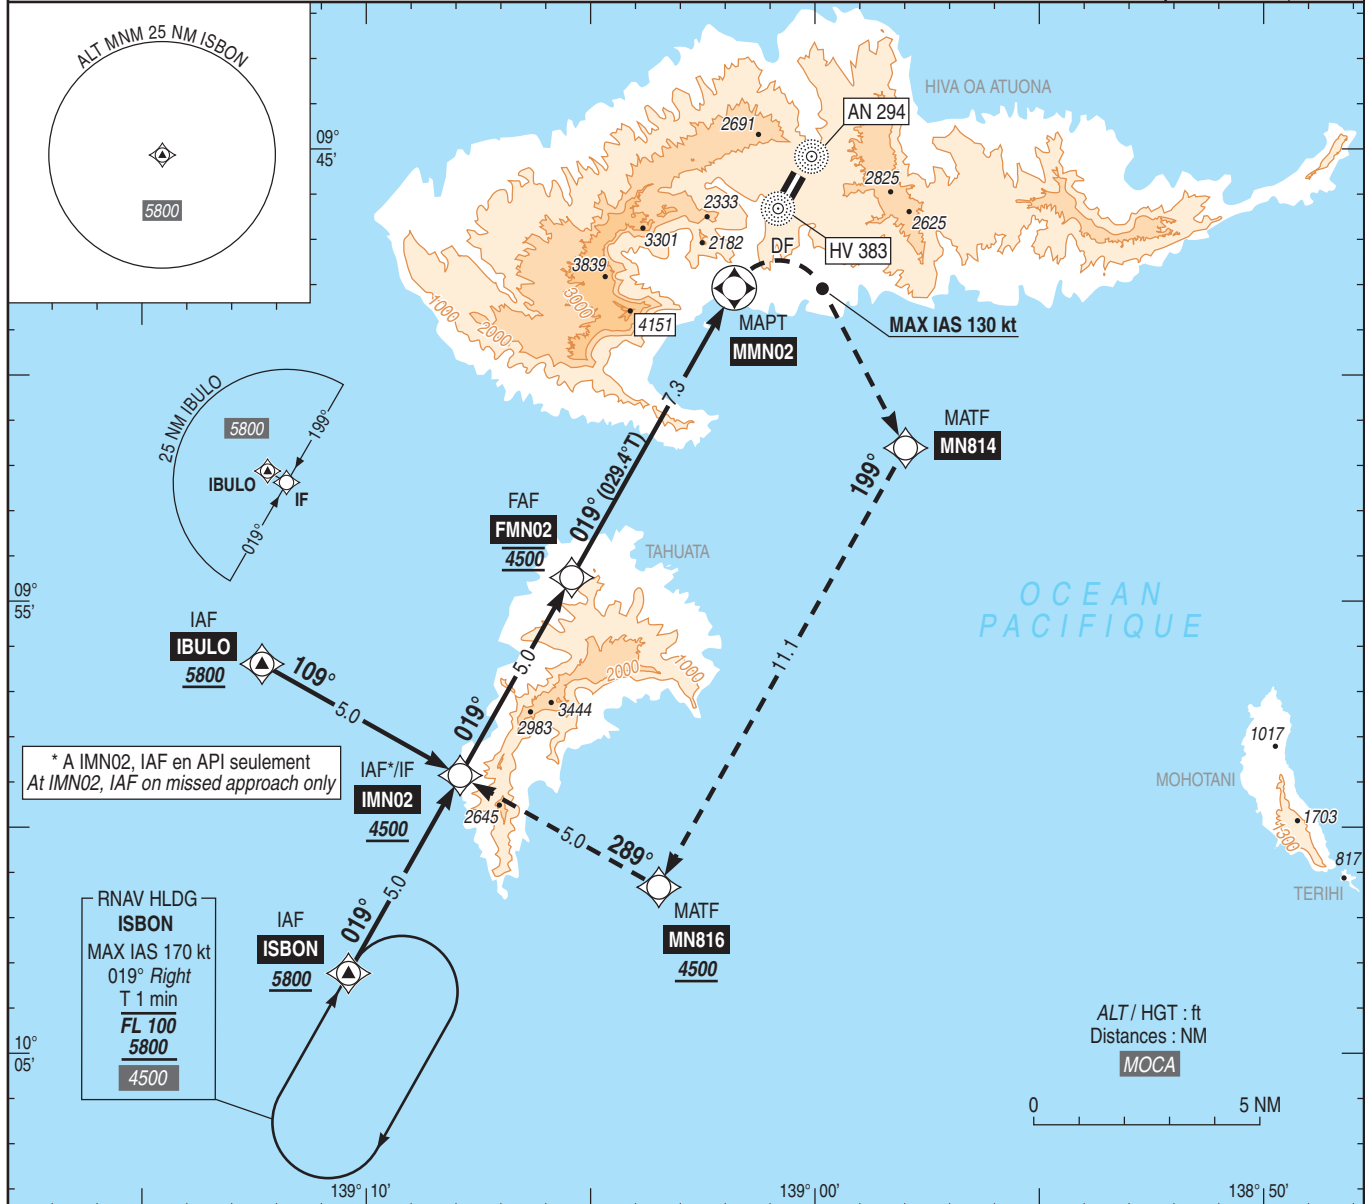 ALT MNM 25 NM ISBON
5800
09°
45'
HIVA OA ATUONA
AN 294
2691
2825
2625
2333
2182
3301
3839
3000
1000
2000
4151
DF
HV 383
MAPT
MMN02
MAX IAS 130 kt
7.3
25 NM IBULO
5800
199°
IBULO
IF
019°
MATF
MN814
199°
019° (029.4°T)
FAF
FMN02
4500
TAHUATA
09°
55'
OCEAN
PACIFIQUE
IAF
IBULO
5800
109°
5.0
5.0
11.1
2000
1000
3444
2983
019°
* A IMN02, IAF en API seulement
At IMN02, IAF on missed approach only
IAF*/IF
IMN02
4500
2645
5.0
289°
1017
MOHOTANI
1703
1300
817
TERIHI
MATF
MN816
4500
5.0
019°
IAF
ISBON
5800
RNAV HLDG
ISBON
MAX IAS 170 kt
019° Right
T 1 min
FL 100
5800
4500
10°
05'
ALT / HGT : ft
Distances : NM
MOCA
0 5 NM
139° 10'
139° 00'
138° 50'